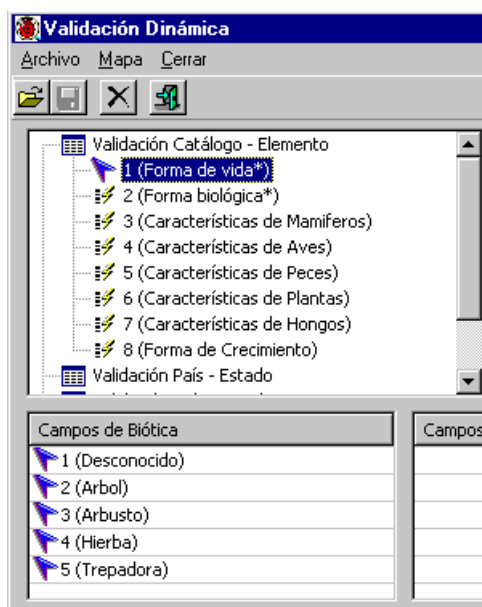 Validación Dinámica
Archivo Mapa Cerrar
Validación Catálogo - Elemento
1 (Forma de vida*)
2 (Forma biológica*)
3 (Características de Mamiferos)
4 (Características de Aves)
5 (Características de Peces)
6 (Características de Plantas)
7 (Características de Hongos)
8 (Forma de Crecimiento)
Validación País - Estado
Campos de Biótica Campos
1 (Desconocido)
2 (Arbol)
3 (Arbusto)
4 (Hierba)
5 (Trepadora)